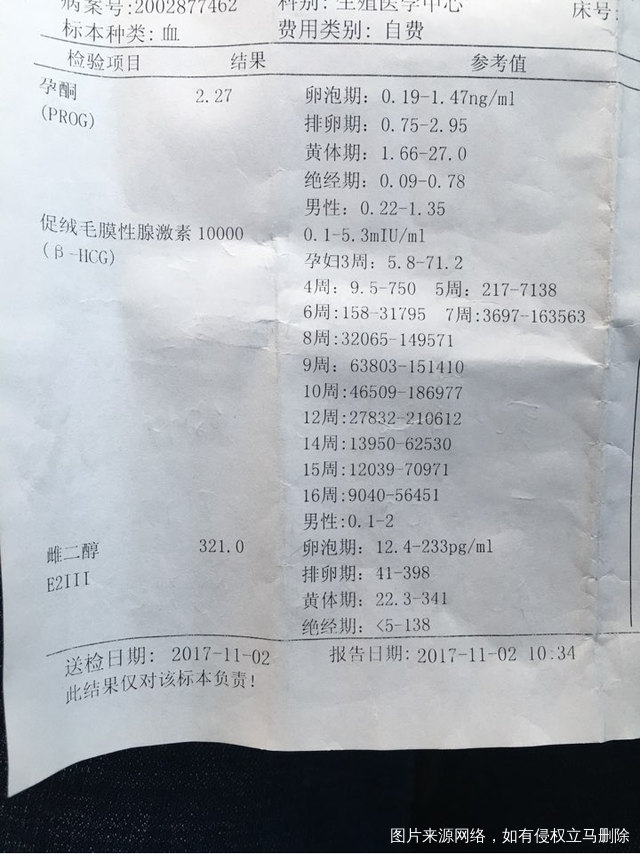 病案号:2002877462 科别: 生殖医学中心 床号:
标本种类: 血 费用类别: 自费
检验项目 结果 参考值
孕酮 2.27 卵泡期: 0.19-1.47ng/ml
(PROG) 排卵期: 0.75-2.95
黄体期: 1.66-27.0
绝经期: 0.09-0.78
男性: 0.22-1.35
促绒毛膜性腺激素 10000 0.1-5.3mIU/ml
(β-HCG) 孕妇3周: 5.8-71.2
4周: 9.5-750 5周: 217-7138
6周:158-31795 7周:3697-163563
8周:32065-149571
9周: 63803-151410
10周:46509-186977
12周:27832-210612
14周:13950-62530
15周:12039-70971
16周:9040-56451
男性:0.1-2
雌二醇 321.0 卵泡期: 12.4-233pg/ml
E2III 排卵期: 41-398
黄体期: 22.3-341
绝经期: <5-138
送检日期: 2017-11-02 报告日期: 2017-11-02 10:34
此结果仅对该标本负责!
图片来源网络，如有侵权立马删除